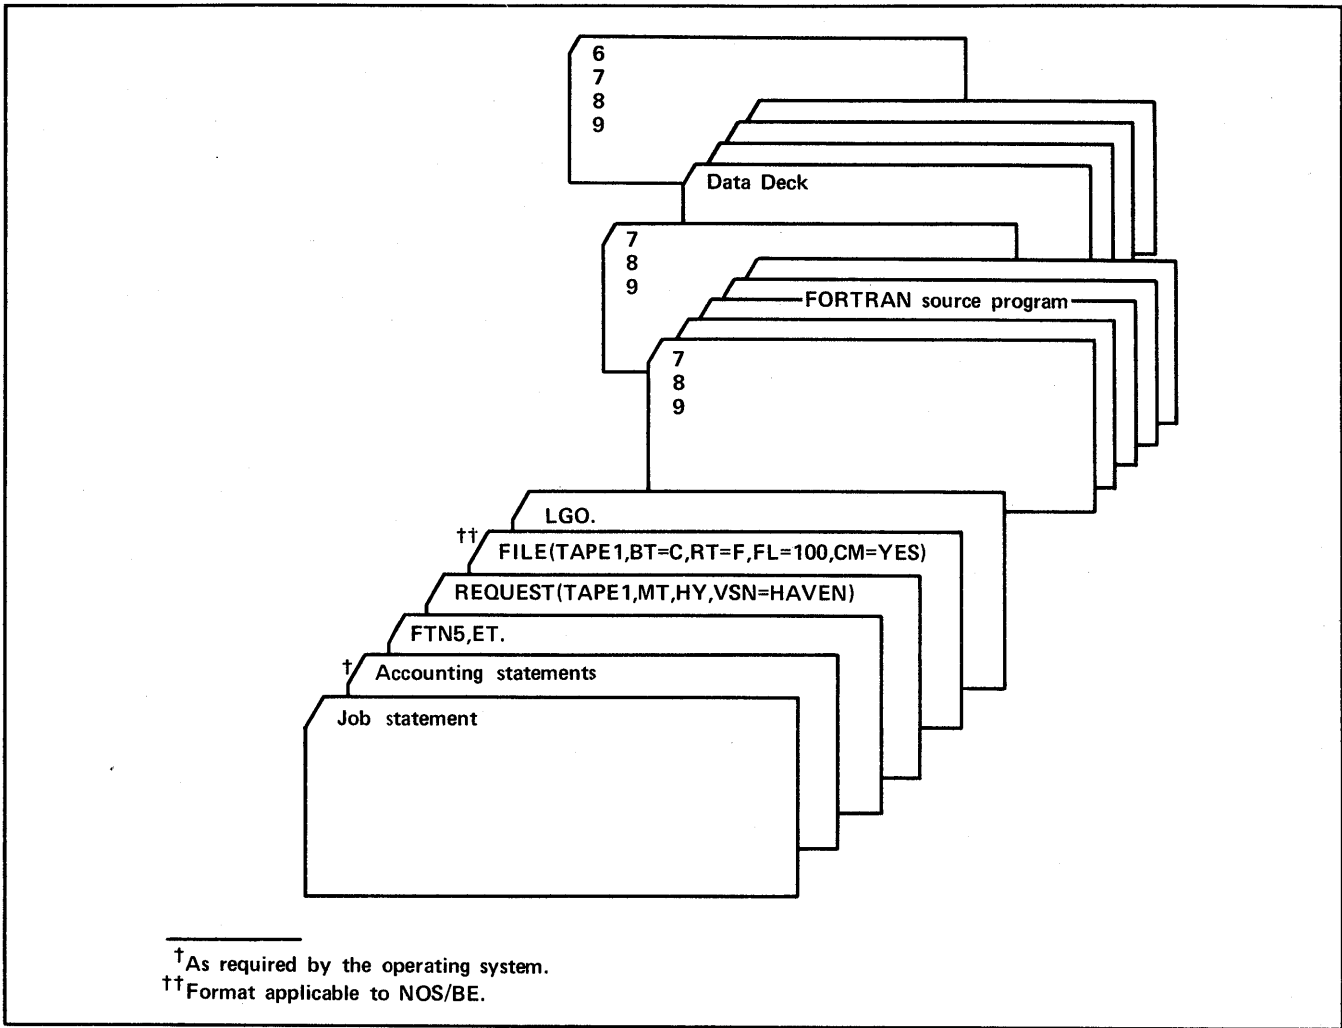 6
7
8
9
Data Deck
7
8
9
FORTRAN source program
7
8
9
LGO.
†† FILE(TAPE1,BT=C,RT=F,FL=100,CM=YES)
REQUEST(TAPE1,MT,HY,VSN=HAVEN)
FTN5,ET.
† Accounting statements
Job statement
†As required by the operating system.
††Format applicable to NOS/BE.